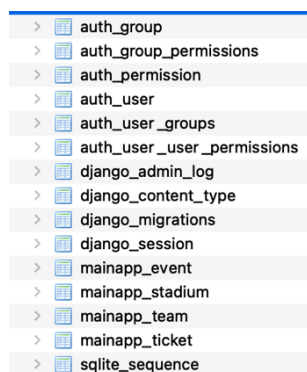 auth_group
auth_group_permissions
auth_permission
auth_user
auth_user_groups
auth_user_user_permissions
django_admin_log
django_content_type
django_migrations
django_session
mainapp_event
mainapp_stadium
mainapp_team
mainapp_ticket
sqlite_sequence